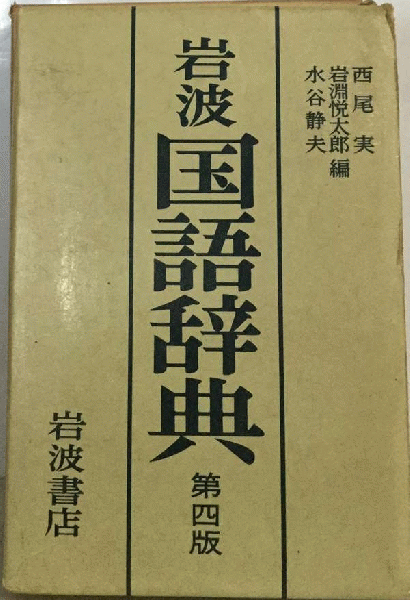 西尾実
岩淵悦太郎 編
水谷静夫
岩波
国語辞典
第四版
岩波書店